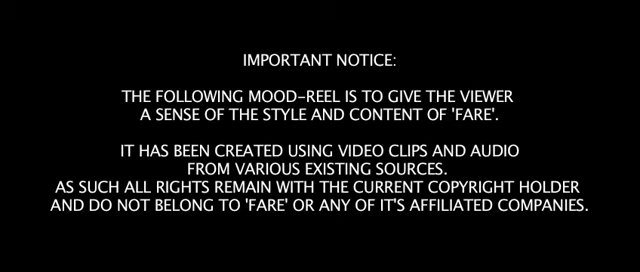 IMPORTANT NOTICE:
THE FOLLOWING MOOD-REEL IS TO GIVE THE VIEWER
A SENSE OF THE STYLE AND CONTENT OF 'FARE'.
IT HAS BEEN CREATED USING VIDEO CLIPS AND AUDIO
FROM VARIOUS EXISTING SOURCES.
AS SUCH ALL RIGHTS REMAIN WITH THE CURRENT COPYRIGHT HOLDER
AND DO NOT BELONG TO 'FARE' OR ANY OF IT'S AFFILIATED COMPANIES.